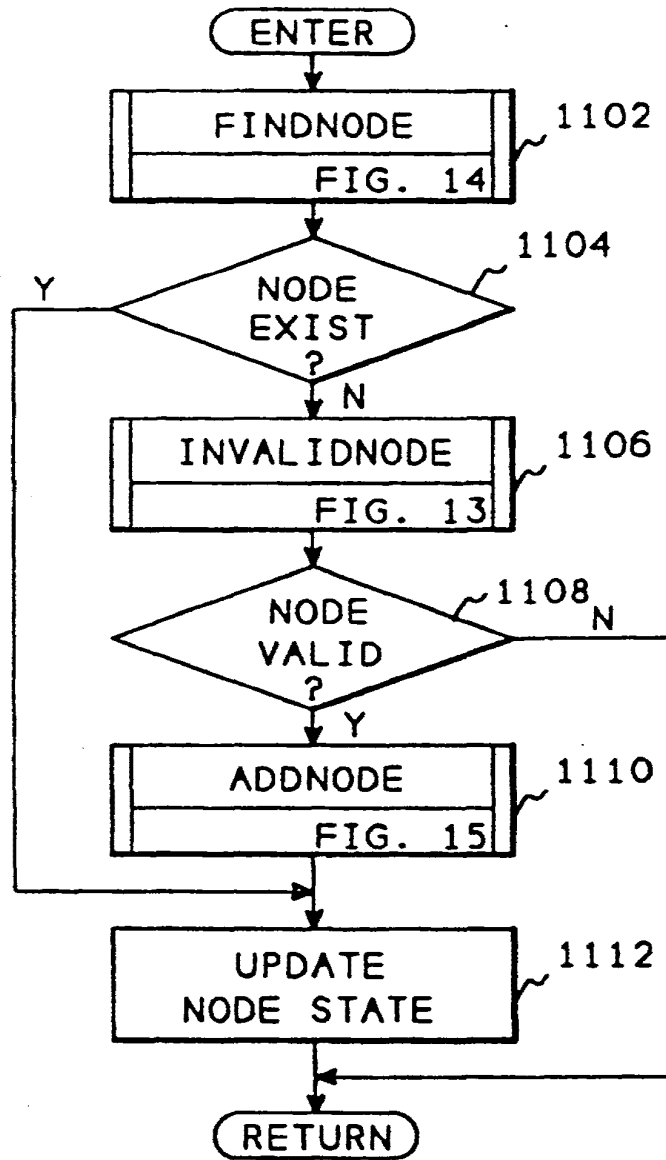 ENTER
FINDNODE
FIG. 14
1102
1104
Y
NODE
EXIST
?
N
INVALIDNODE
FIG. 13
1106
1108
NODE
VALID
?
N
Y
ADDNODE
FIG. 15
1110
UPDATE
NODE STATE
1112
RETURN